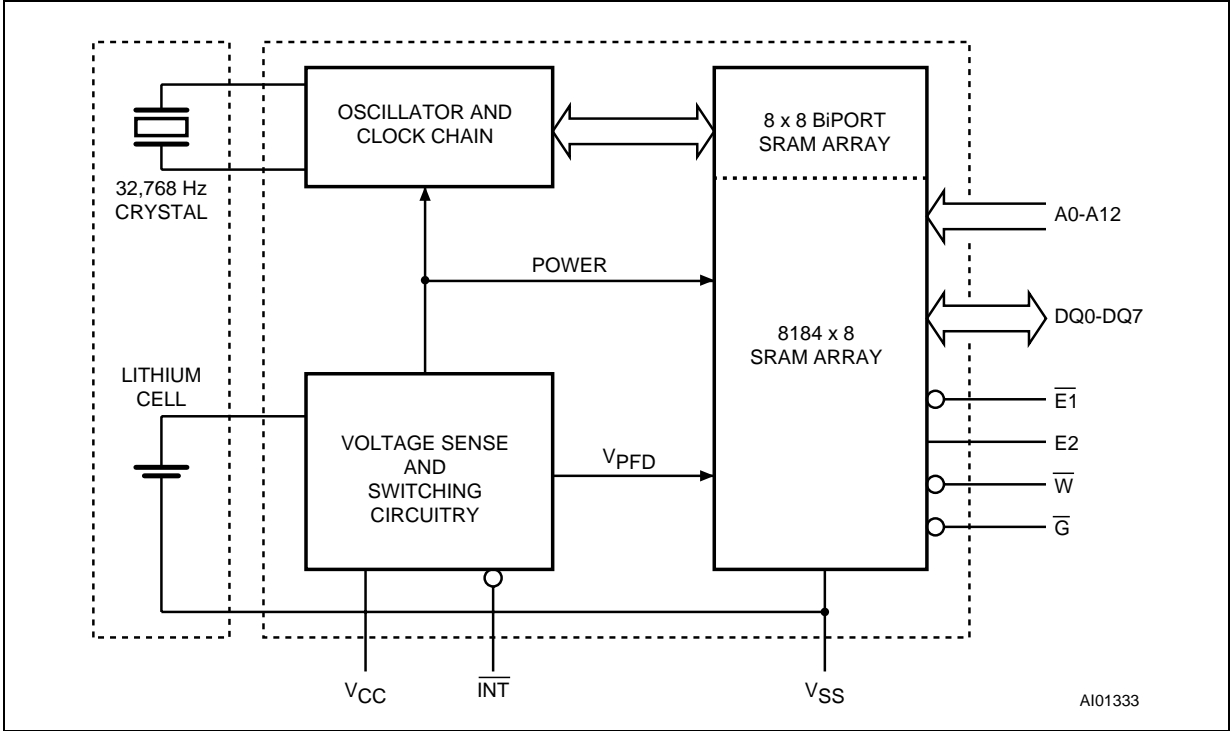 OSCILLATOR AND
CLOCK CHAIN
8 x 8 BiPORT
SRAM ARRAY
32,768 Hz
CRYSTAL
A0-A12
POWER
DQ0-DQ7
8184 x 8
SRAM ARRAY
LITHIUM
CELL
E1̅
E2
VOLTAGE SENSE
AND
SWITCHING
CIRCUITRY
VPFD
W̅
G̅
VCC
I̅N̅T̅
VSS
AI01333